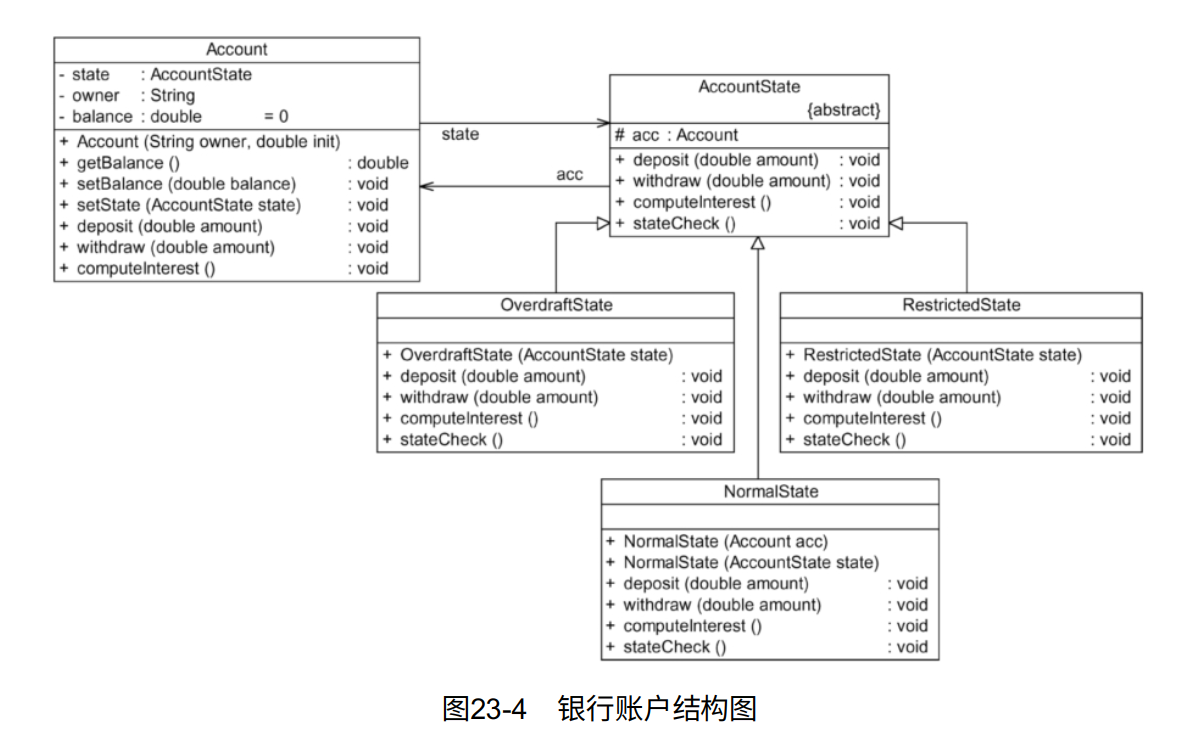 Account
- state : AccountState
- owner : String
- balance : double = 0
+ Account (String owner, double init)
+ getBalance () : double
+ setBalance (double balance) : void
+ setState (AccountState state) : void
+ deposit (double amount) : void
+ withdraw (double amount) : void
+ computeInterest () : void
state
acc
AccountState
{abstract}
# acc : Account
+ deposit (double amount) : void
+ withdraw (double amount) : void
+ computeInterest () : void
+ stateCheck () : void
OverdraftState
+ OverdraftState (AccountState state)
+ deposit (double amount) : void
+ withdraw (double amount) : void
+ computeInterest () : void
+ stateCheck () : void
RestrictedState
+ RestrictedState (AccountState state)
+ deposit (double amount) : void
+ withdraw (double amount) : void
+ computeInterest () : void
+ stateCheck () : void
NormalState
+ NormalState (Account acc)
+ NormalState (AccountState state)
+ deposit (double amount) : void
+ withdraw (double amount) : void
+ computeInterest () : void
+ stateCheck () : void
图23-4 银行账户结构图